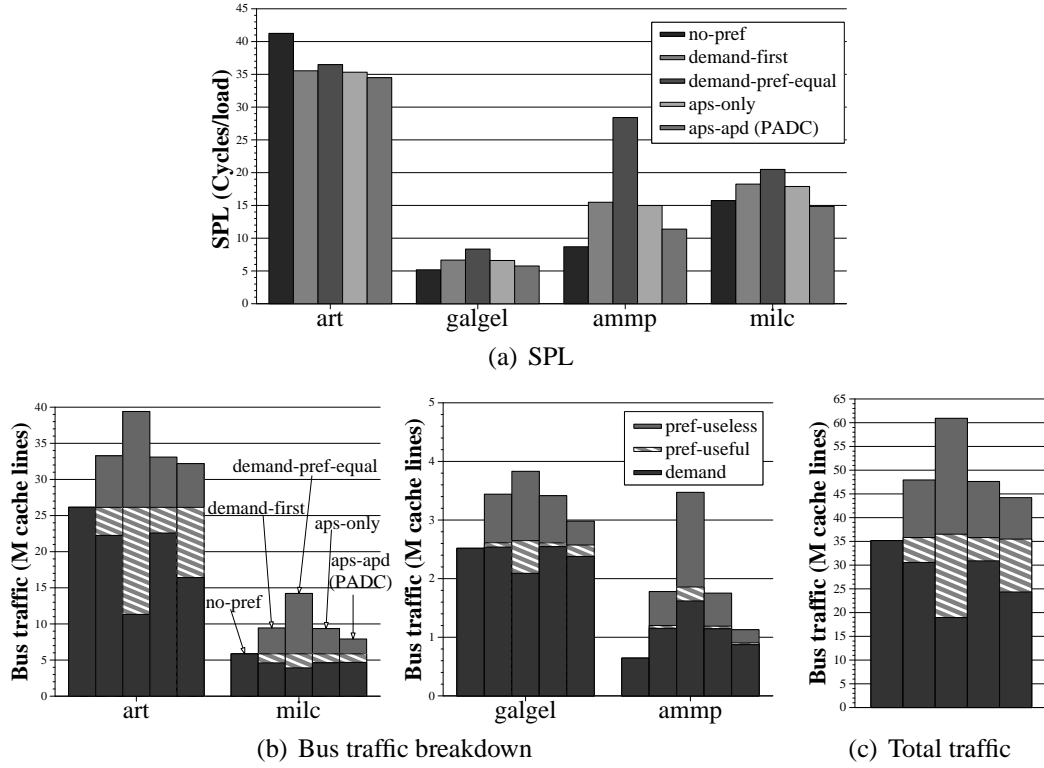 SPL (Cycles/load)
45
40
35
30
25
20
15
10
5
0
no-pref
demand-first
demand-pref-equal
aps-only
aps-apd (PADC)
art galgel ammp milc
(a) SPL
Bus traffic (M cache lines)
40
35
30
25
20
15
10
5
0
demand-pref-equal
demand-first
aps-only
aps-apd
(PADC)
no-pref
art milc
Bus traffic (M cache lines)
5
4
3
2
1
0
pref-useless
pref-useful
demand
galgel ammp
(b) Bus traffic breakdown
Bus traffic (M cache lines)
65
60
55
50
45
40
35
30
25
20
15
10
5
0
(c) Total traffic